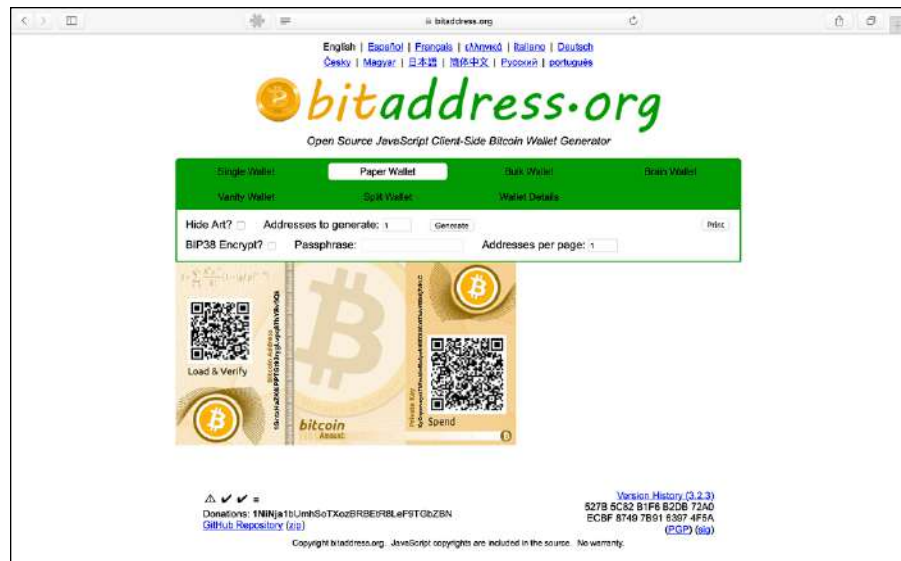 bitaddress.org
English | Español | Français | ελληνικά | Italiano | Deutsch
Česky | Magyar | 日本語 | 简体中文 | Русский | português
bitaddress.org
Open Source JavaScript Client-Side Bitcoin Wallet Generator
Single Wallet Paper Wallet Bulk Wallet Brain Wallet
Vanity Wallet Split Wallet Wallet Details
Hide Art? Addresses to generate: 1 Generate Print
BIP38 Encrypt? Passphrase: Addresses per page: 1
Load & Verify
Bitcoin Address
bitcoin
Amount:
Private Key
Spend
Donations: 1NiNja1bUmhSoTXozBRBEtR8LeF9TGbZBN
GitHub Repository (zip)
Version History (3.2.3)
527B 5C82 B1F6 B2DB 72A0
ECBF 8749 7B91 6397 4F5A
(PGP) (sig)
Copyright bitaddress.org. JavaScript copyrights are included in the source. No warranty.